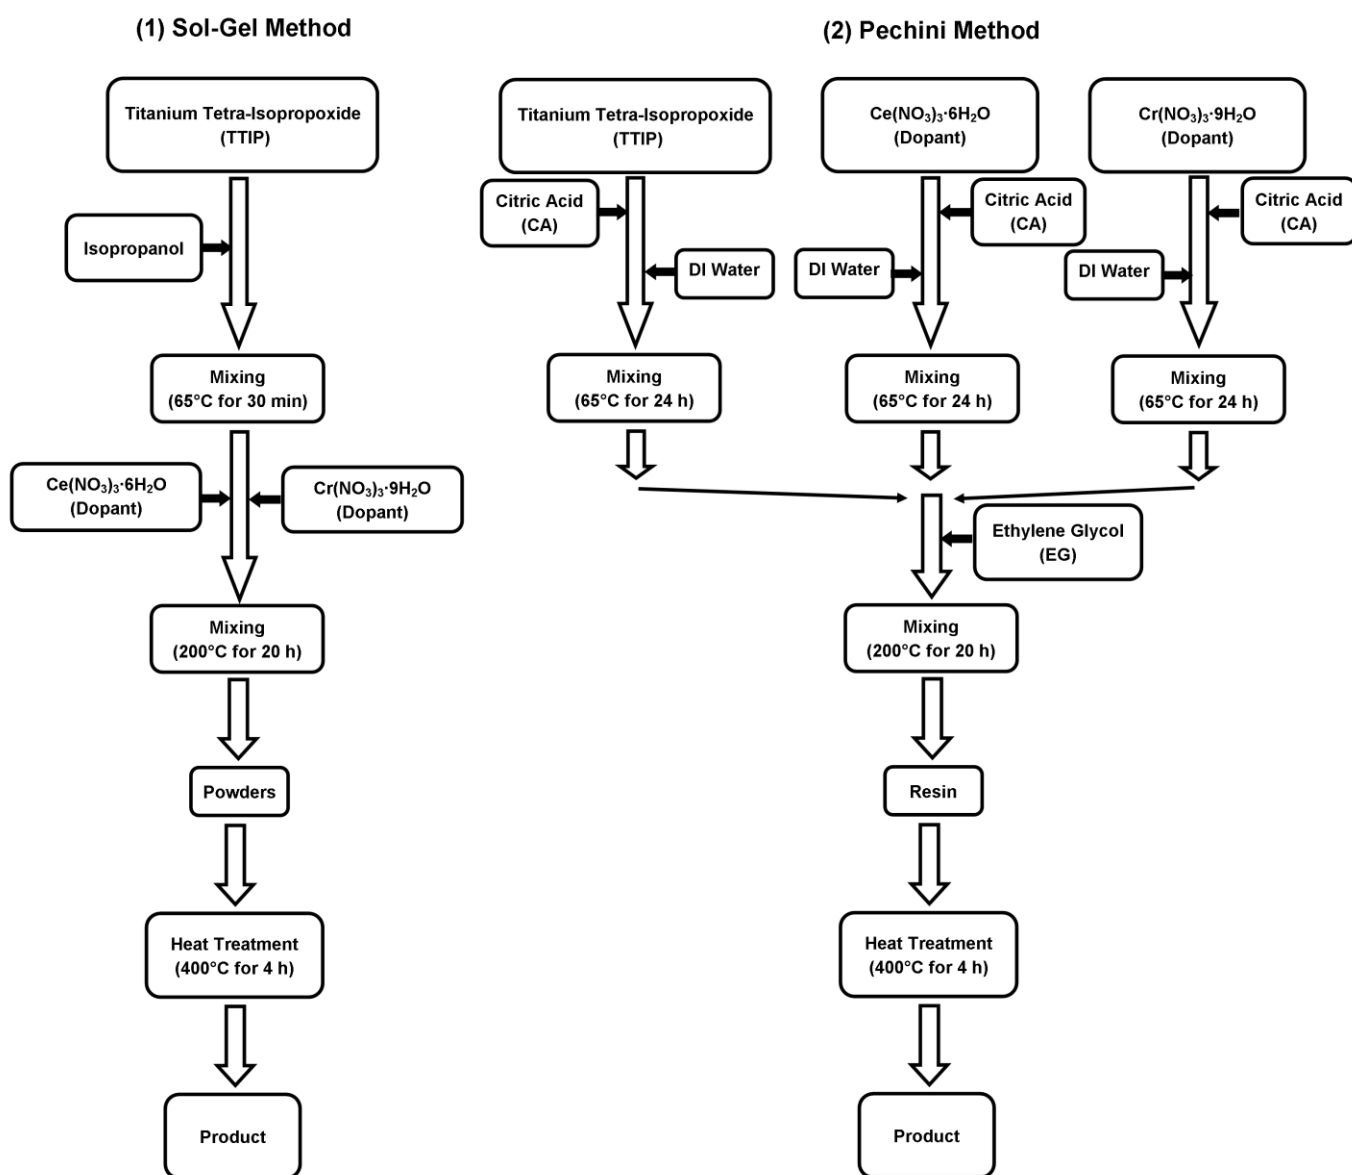 (1) Sol-Gel Method
Titanium Tetra-Isopropoxide
(TTIP)
Isopropanol
Mixing
(65°C for 30 min)
Ce(NO₃)₃·6H₂O
(Dopant)
Cr(NO₃)₃·9H₂O
(Dopant)
Mixing
(200°C for 20 h)
Powders
Heat Treatment
(400°C for 4 h)
Product
(2) Pechini Method
Titanium Tetra-Isopropoxide
(TTIP)
Ce(NO₃)₃·6H₂O
(Dopant)
Cr(NO₃)₃·9H₂O
(Dopant)
Citric Acid
(CA)
Citric Acid
(CA)
Citric Acid
(CA)
DI Water
DI Water
DI Water
Mixing
(65°C for 24 h)
Mixing
(65°C for 24 h)
Mixing
(65°C for 24 h)
Ethylene Glycol
(EG)
Mixing
(200°C for 20 h)
Resin
Heat Treatment
(400°C for 4 h)
Product